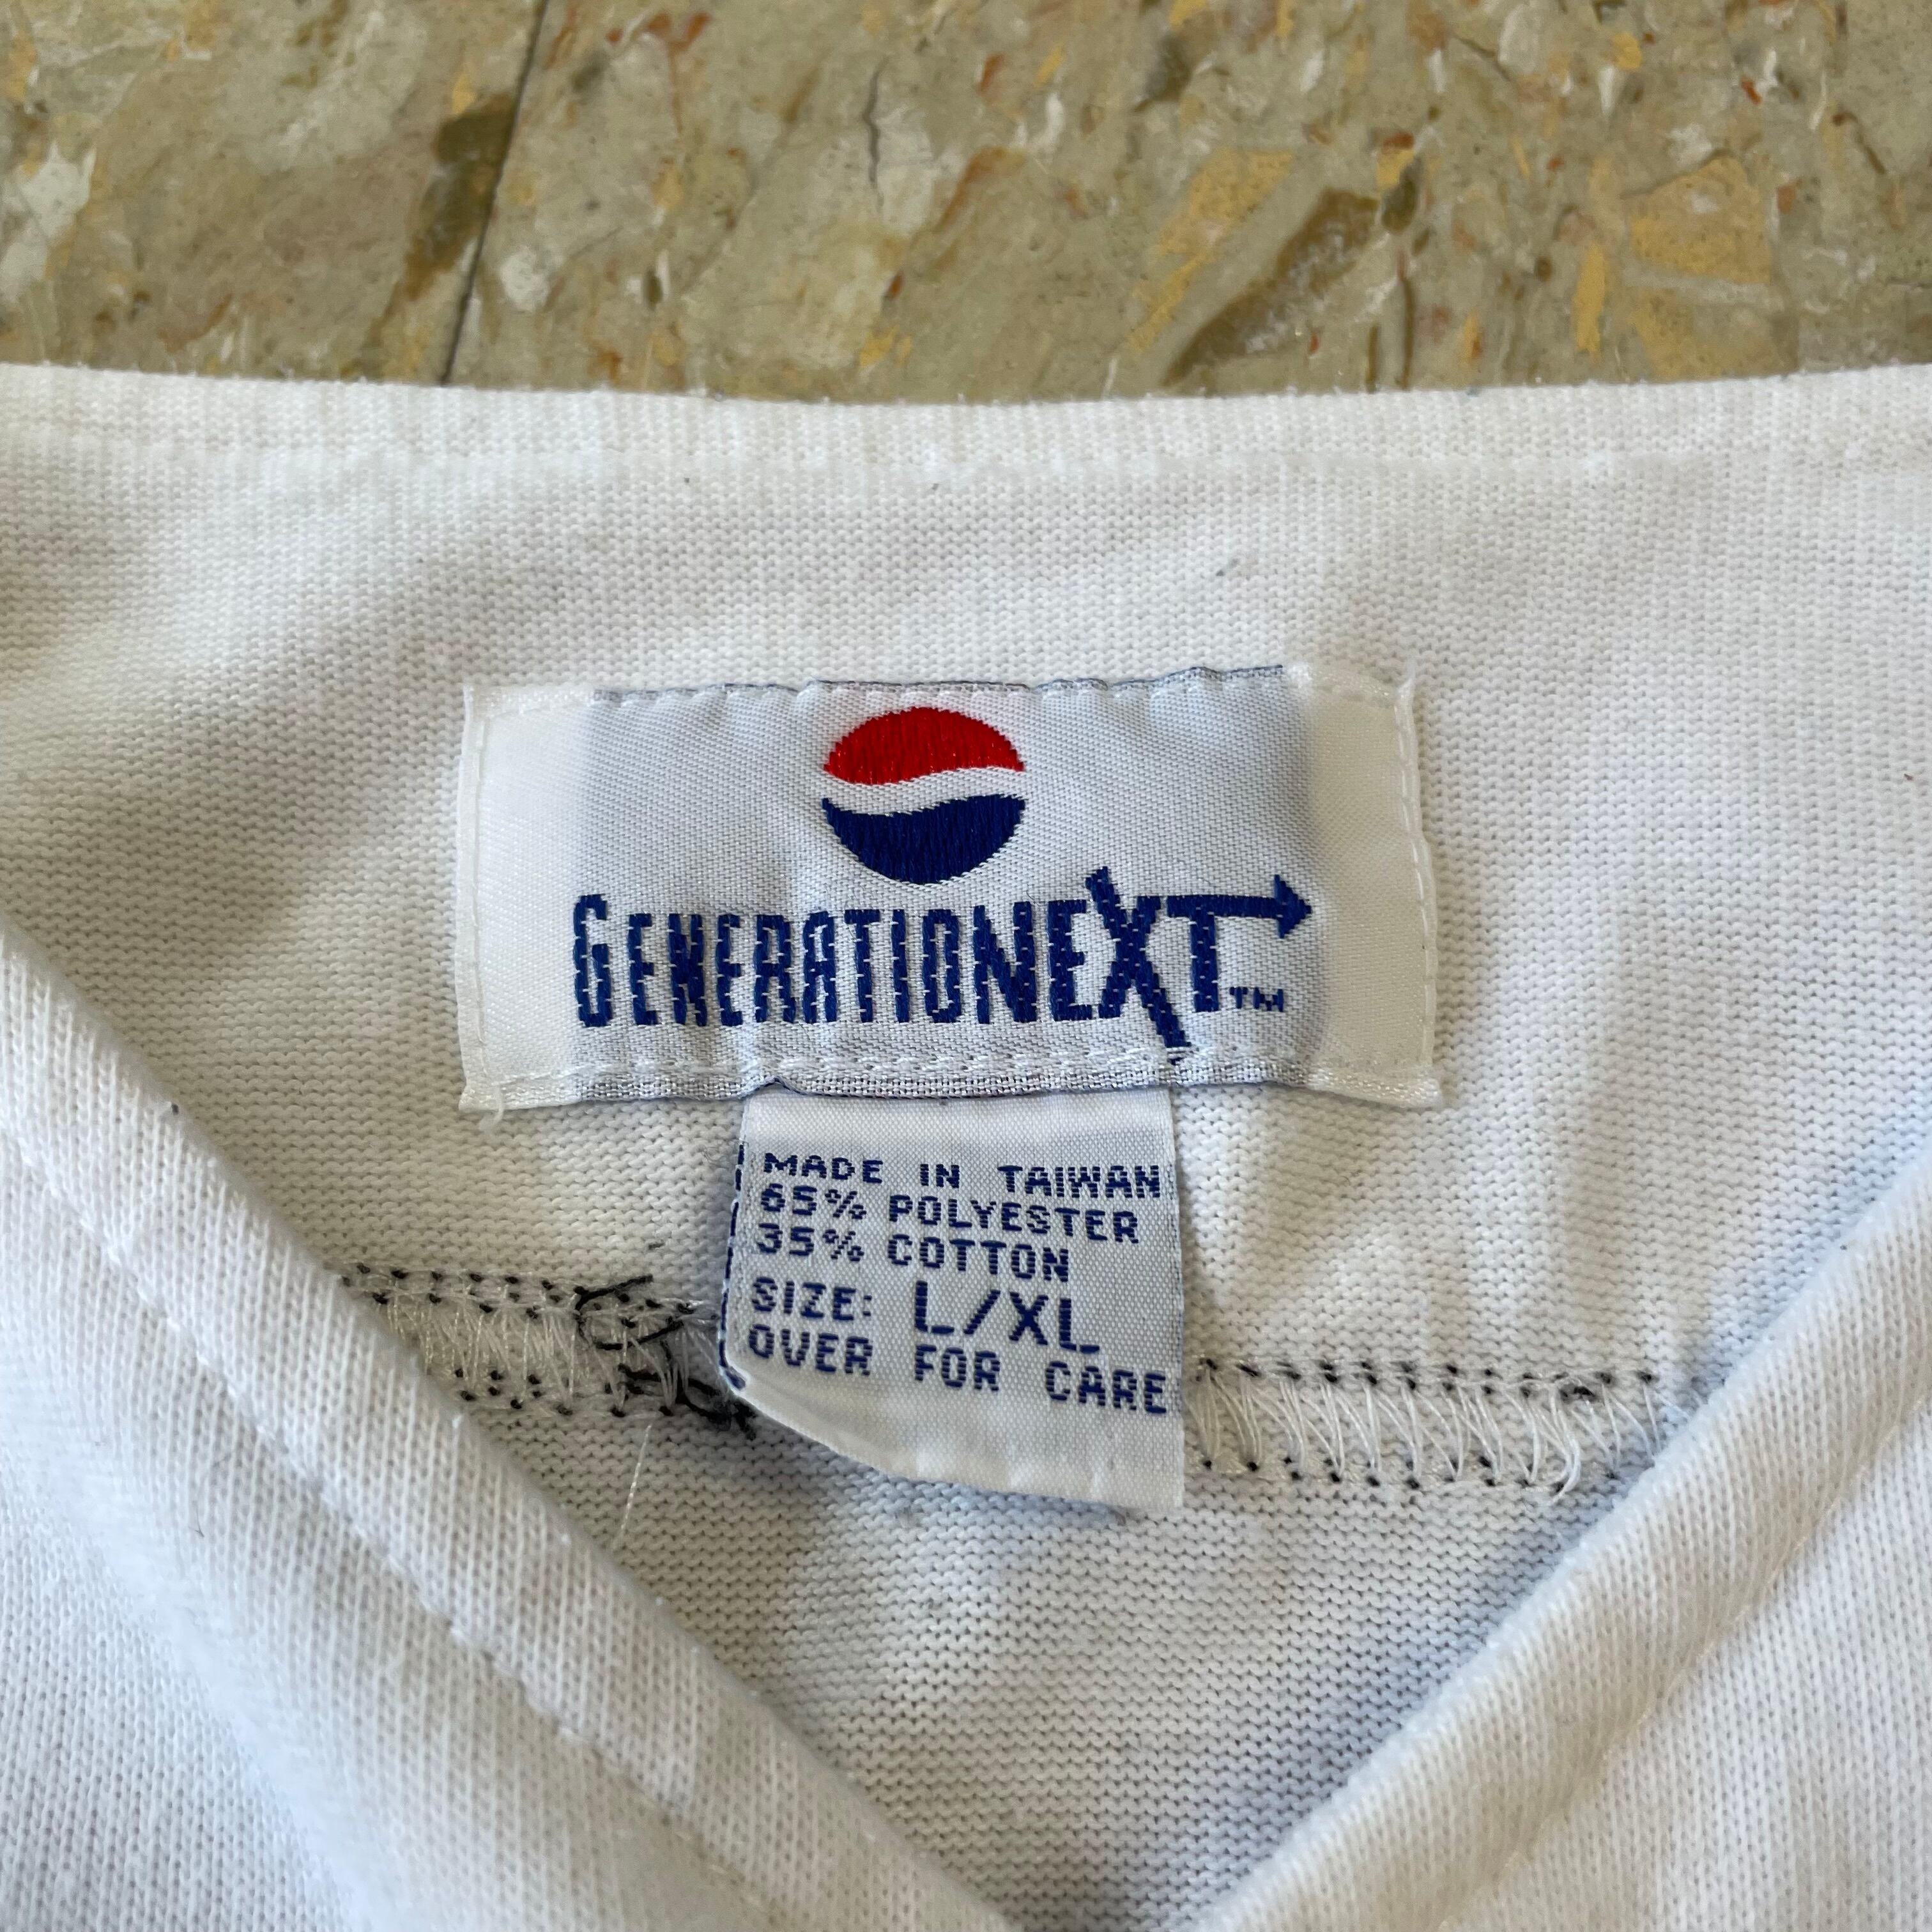 GENERATIONEXT™
MADE IN TAIWAN
65% POLYESTER
35% COTTON
SIZE: L/XL
OVER FOR CARE